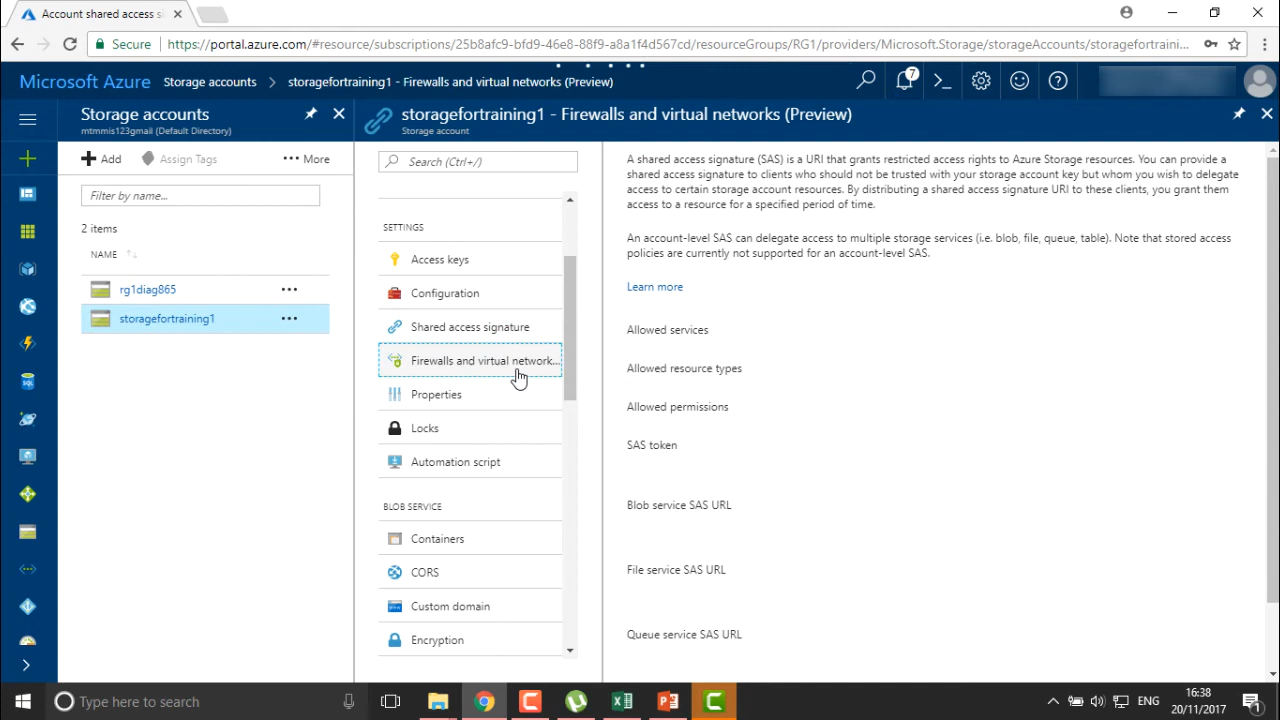 Account shared access si
Secure
https://portal.azure.com/#resource/subscriptions/25b8afc9-bfd9-46e8-88f9-a8a1f4d567cd/resourceGroups/RG1/providers/Microsoft.Storage/storageAccounts/storagefortraini...
Microsoft Azure
Storage accounts
storagefortraining1 - Firewalls and virtual networks (Preview)
7
Storage accounts
mtmmis123gmail (Default Directory)
Add
Assign Tags
More
Filter by name...
2 items
NAME
rg1diag865
storagefortraining1
storagefortraining1 - Firewalls and virtual networks (Preview)
Storage account
Search (Ctrl+/)
SETTINGS
Access keys
Configuration
Shared access signature
Firewalls and virtual network...
Properties
Locks
Automation script
BLOB SERVICE
Containers
CORS
Custom domain
Encryption
A shared access signature (SAS) is a URI that grants restricted access rights to Azure Storage resources. You can provide a
shared access signature to clients who should not be trusted with your storage account key but whom you wish to delegate
access to certain storage account resources. By distributing a shared access signature URI to these clients, you grant them
access to a resource for a specified period of time.
An account-level SAS can delegate access to multiple storage services (i.e. blob, file, queue, table). Note that stored access
policies are currently not supported for an account-level SAS.
Learn more
Allowed services
Allowed resource types
Allowed permissions
SAS token
Blob service SAS URL
File service SAS URL
Queue service SAS URL
Type here to search
ENG
16:38
20/11/2017
1